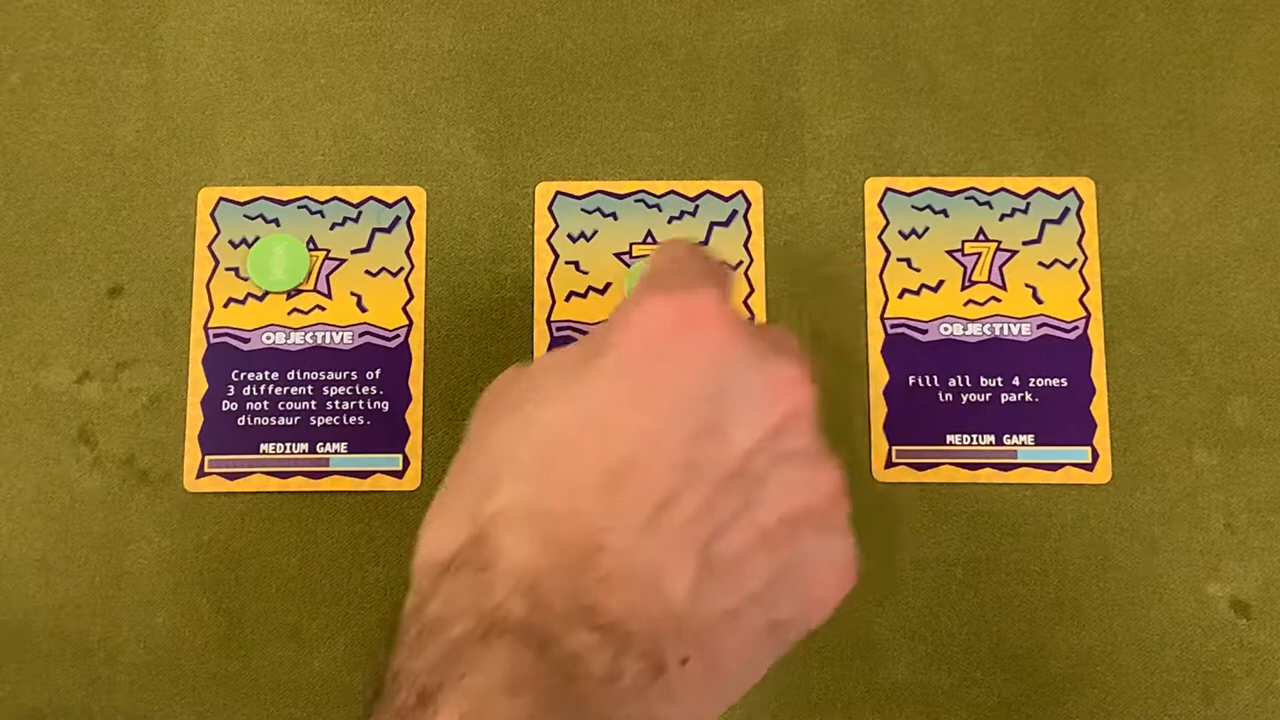 7
OBJECTIVE
Create dinosaurs of
3 different species.
Do not count starting
dinosaur species.
MEDIUM GAME
7
7
OBJECTIVE
Fill all but 4 zones
in your park.
MEDIUM GAME